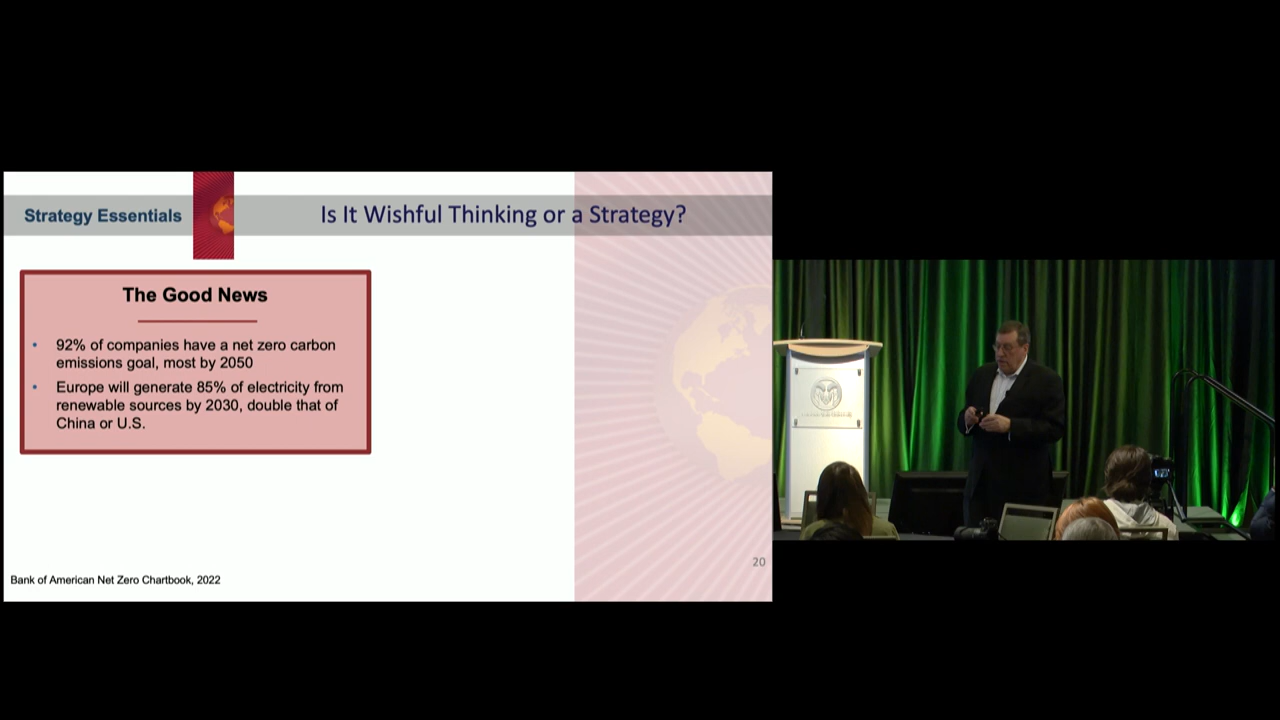 Strategy Essentials
Is It Wishful Thinking or a Strategy?
The Good News
• 92% of companies have a net zero carbon
emissions goal, most by 2050
• Europe will generate 85% of electricity from
renewable sources by 2030, double that of
China or U.S.
20
Bank of American Net Zero Chartbook, 2022